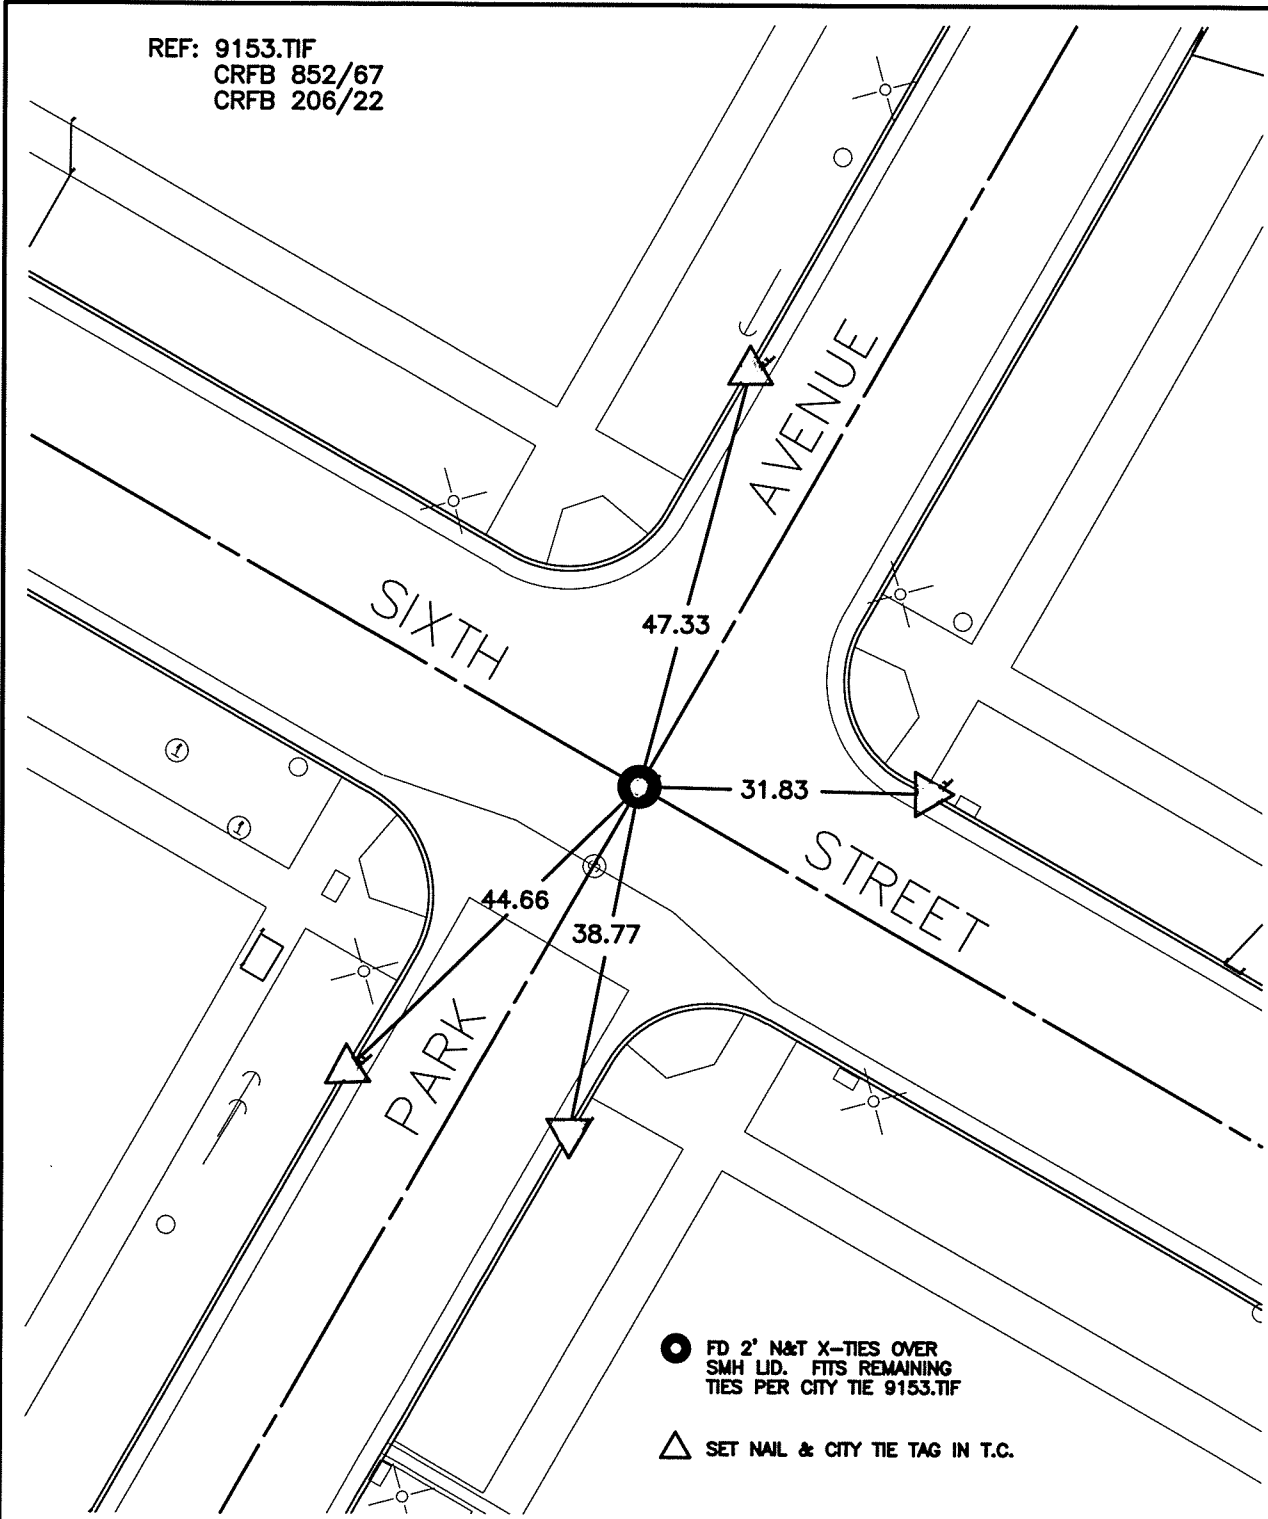 REF: 9153.TIF
CRFB 852/67
CRFB 206/22
AVENUE
SIXTH
47.33
31.83
STREET
44.66
38.77
PARK
FD 2' N&T X-TIES OVER
SMH LID. FITS REMAINING
TIES PER CITY TIE 9153.TIF
SET NAIL & CITY TIE TAG IN T.C.